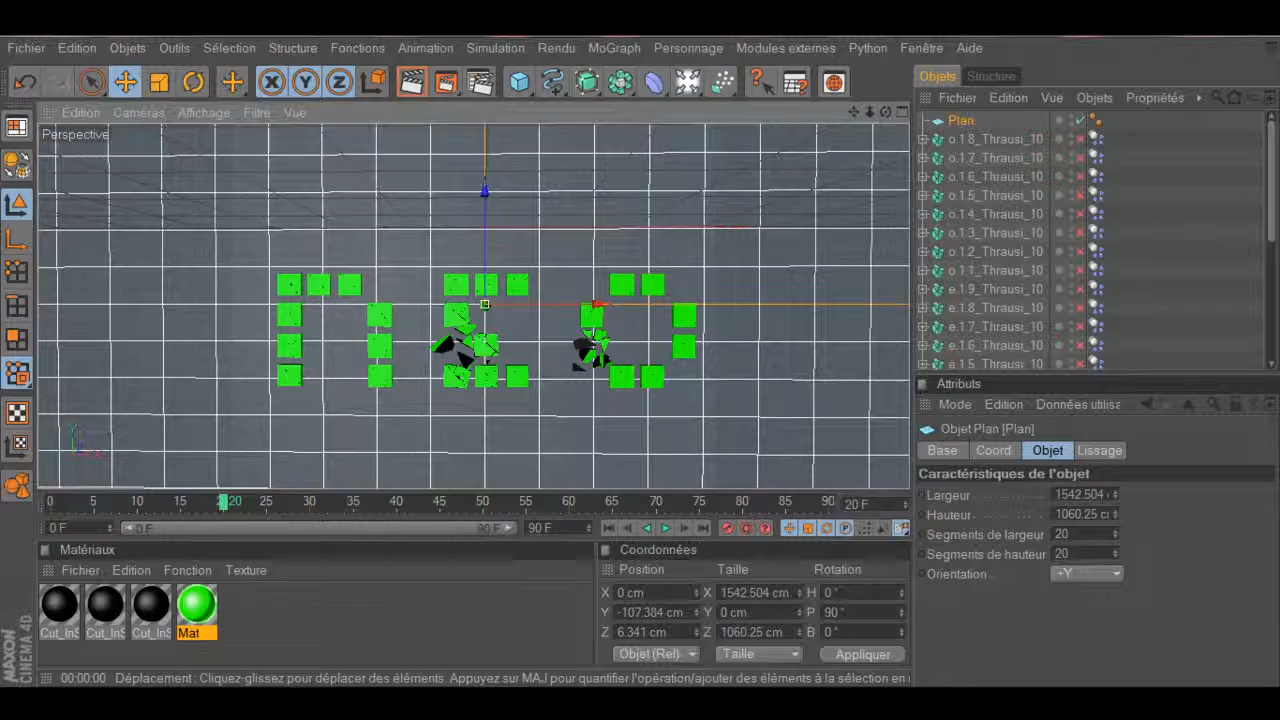 Fichier Edition Objets Outils Sélection Structure Fonctions Animation Simulation Rendu MoGraph Personnage Modules externes Python Fenêtre Aide
Objets Structure
Edition Caméras Affichage Filtre Vue
Fichier Edition Vue Objets Propriétés
Perspective
Plan
o.1.8_Thrausi_10
o.1.7_Thrausi_10
o.1.6_Thrausi_10
o.1.5_Thrausi_10
o.1.4_Thrausi_10
o.1.3_Thrausi_10
o.1.2_Thrausi_10
o.1.1_Thrausi_10
e.1.9_Thrausi_10
e.1.8_Thrausi_10
e.1.7_Thrausi_10
e.1.6_Thrausi_10
e.1.5_Thrausi_10
Attributs
Mode Edition Données utilisa
Objet Plan [Plan]
Base Coord. Objet Lissage
Caractéristiques de l'objet
Largeur 1542.504
Hauteur 1060.25 c
Segments de largeur 20
Segments de hauteur 20
Orientation +Y
0 5 10 15 20 25 30 35 40 45 50 55 60 65 70 75 80 85 90 20 F
0 F 0 F 90 F 90 F
Matériaux
Fichier Edition Fonction Texture
Cut_InS Cut_InS Cut_InS Mat
Coordonnées
Position Taille Rotation
X 0 cm X 1542.504 cm H 0 °
Y -107.384 cm Y 0 cm P 90 °
Z 6.341 cm Z 1060.25 cm B 0 °
Objet (Rel) Taille Appliquer
MAXON
CINEMA 4D
00:00:00 Déplacement : Cliquez-glissez pour déplacer des éléments. Appuyez sur MAJ pour quantifier l'opération/ajouter des éléments à la sélection en